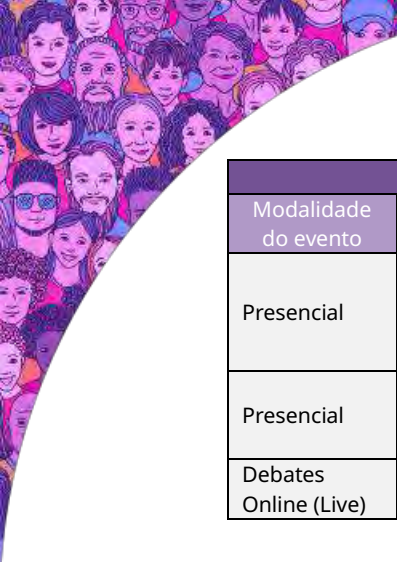 Modalidade
do evento
Presencial
Presencial
Debates
Online (Live)